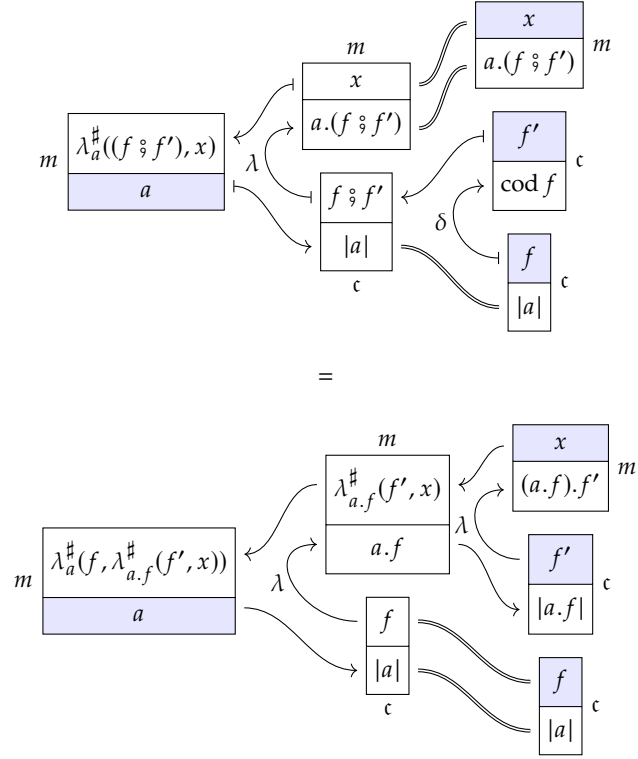 x
m
x
a.(f ⨟ f′)
m
a.(f ⨟ f′)
λ♯a((f ⨟ f′), x)
m
a
f′
c
cod f
λ
f ⨟ f′
δ
|a|
c
f
c
|a|
=
m
x
(a.f).f′
m
λ♯a.f(f′, x)
a.f
λ
m
λ♯a(f, λ♯a.f(f′, x))
a
f′
c
|a.f|
λ
f
|a|
c
f
c
|a|